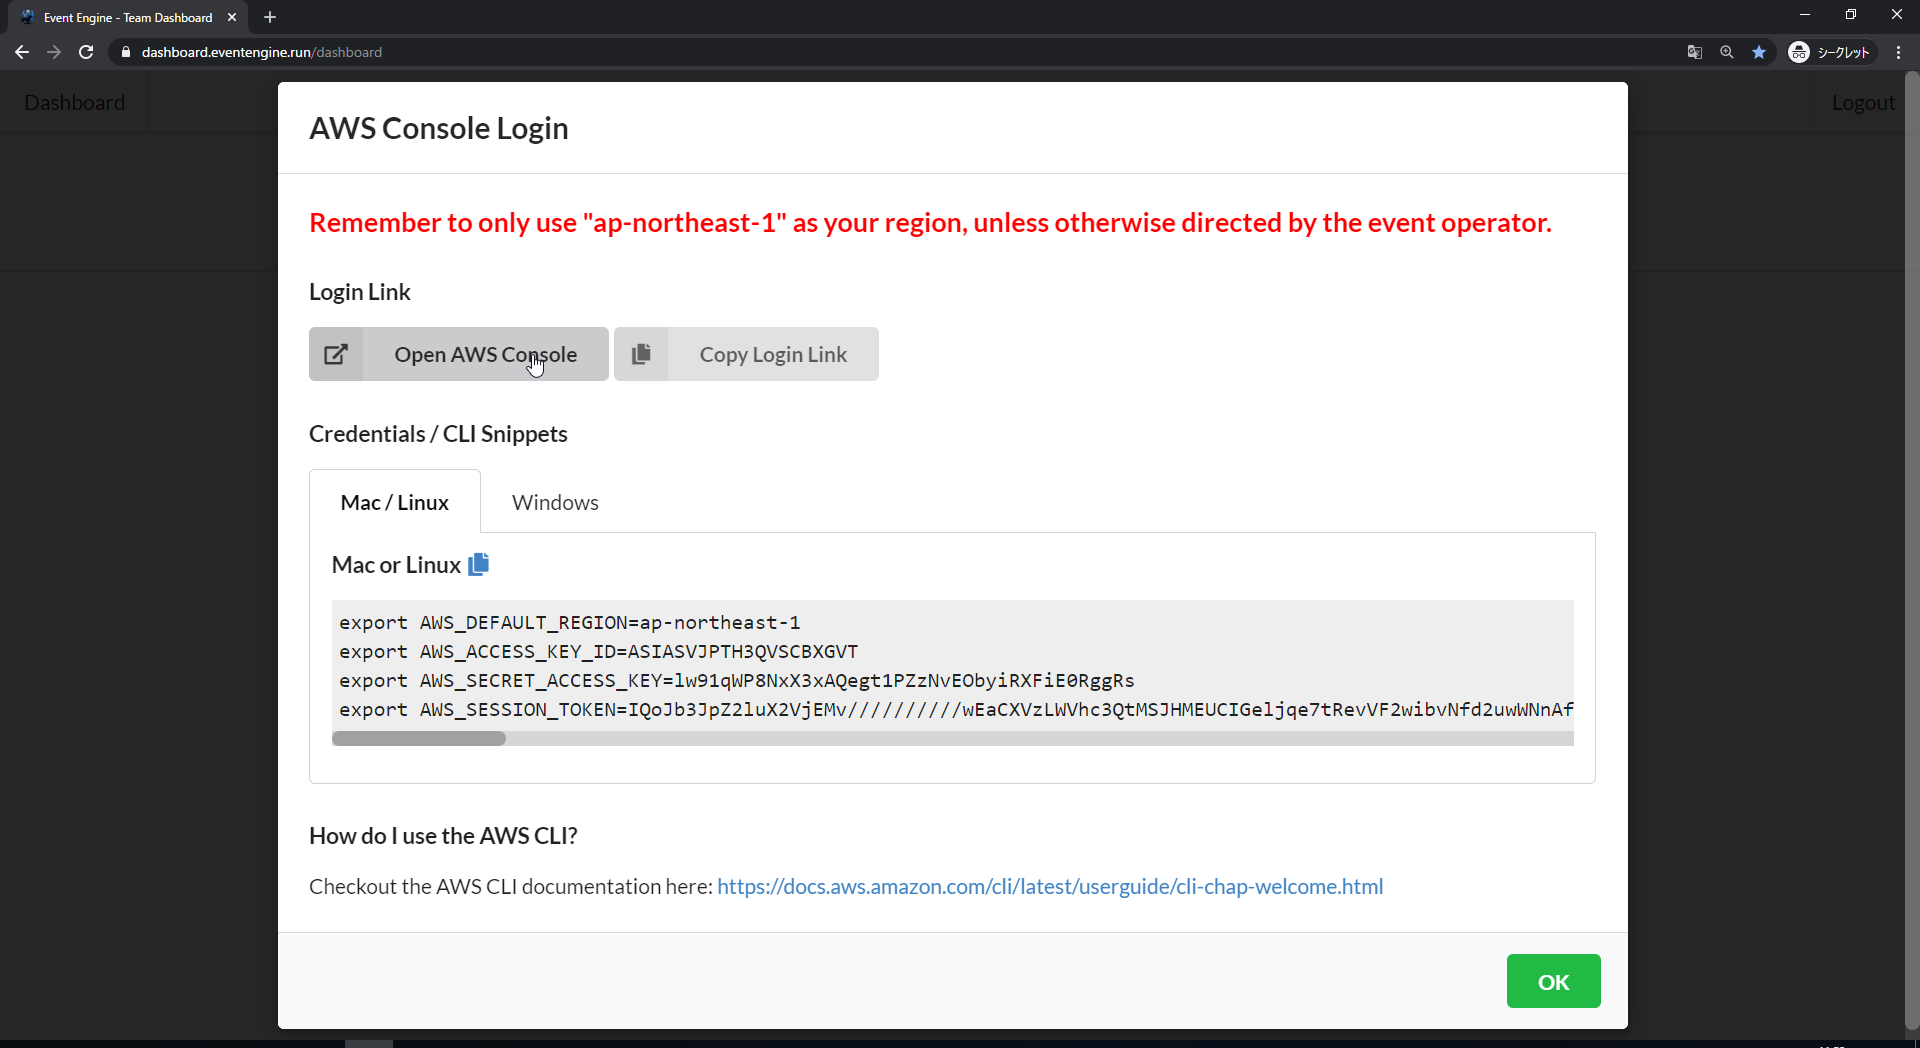 Event Engine - Team Dashboard
dashboard.eventengine.run/dashboard
シークレット
Dashboard
Logout
AWS Console Login
Remember to only use "ap-northeast-1" as your region, unless otherwise directed by the event operator.
Login Link
Open AWS Console
Copy Login Link
Credentials / CLI Snippets
Mac / Linux
Windows
Mac or Linux
export AWS_DEFAULT_REGION=ap-northeast-1
export AWS_ACCESS_KEY_ID=ASIASVJPTH3QVSCBXGVT
export AWS_SECRET_ACCESS_KEY=lw91qWP8NxX3xAQegt1PZzNvEObyiRXFiE0RggRs
export AWS_SESSION_TOKEN=IQoJb3JpZ2luX2VjEMv//////////wEaCXVzLWVhc3QtMSJHMEUCIGeljqe7tRevVF2wibvNfd2uwWNnAf
How do I use the AWS CLI?
Checkout the AWS CLI documentation here: https://docs.aws.amazon.com/cli/latest/userguide/cli-chap-welcome.html
OK